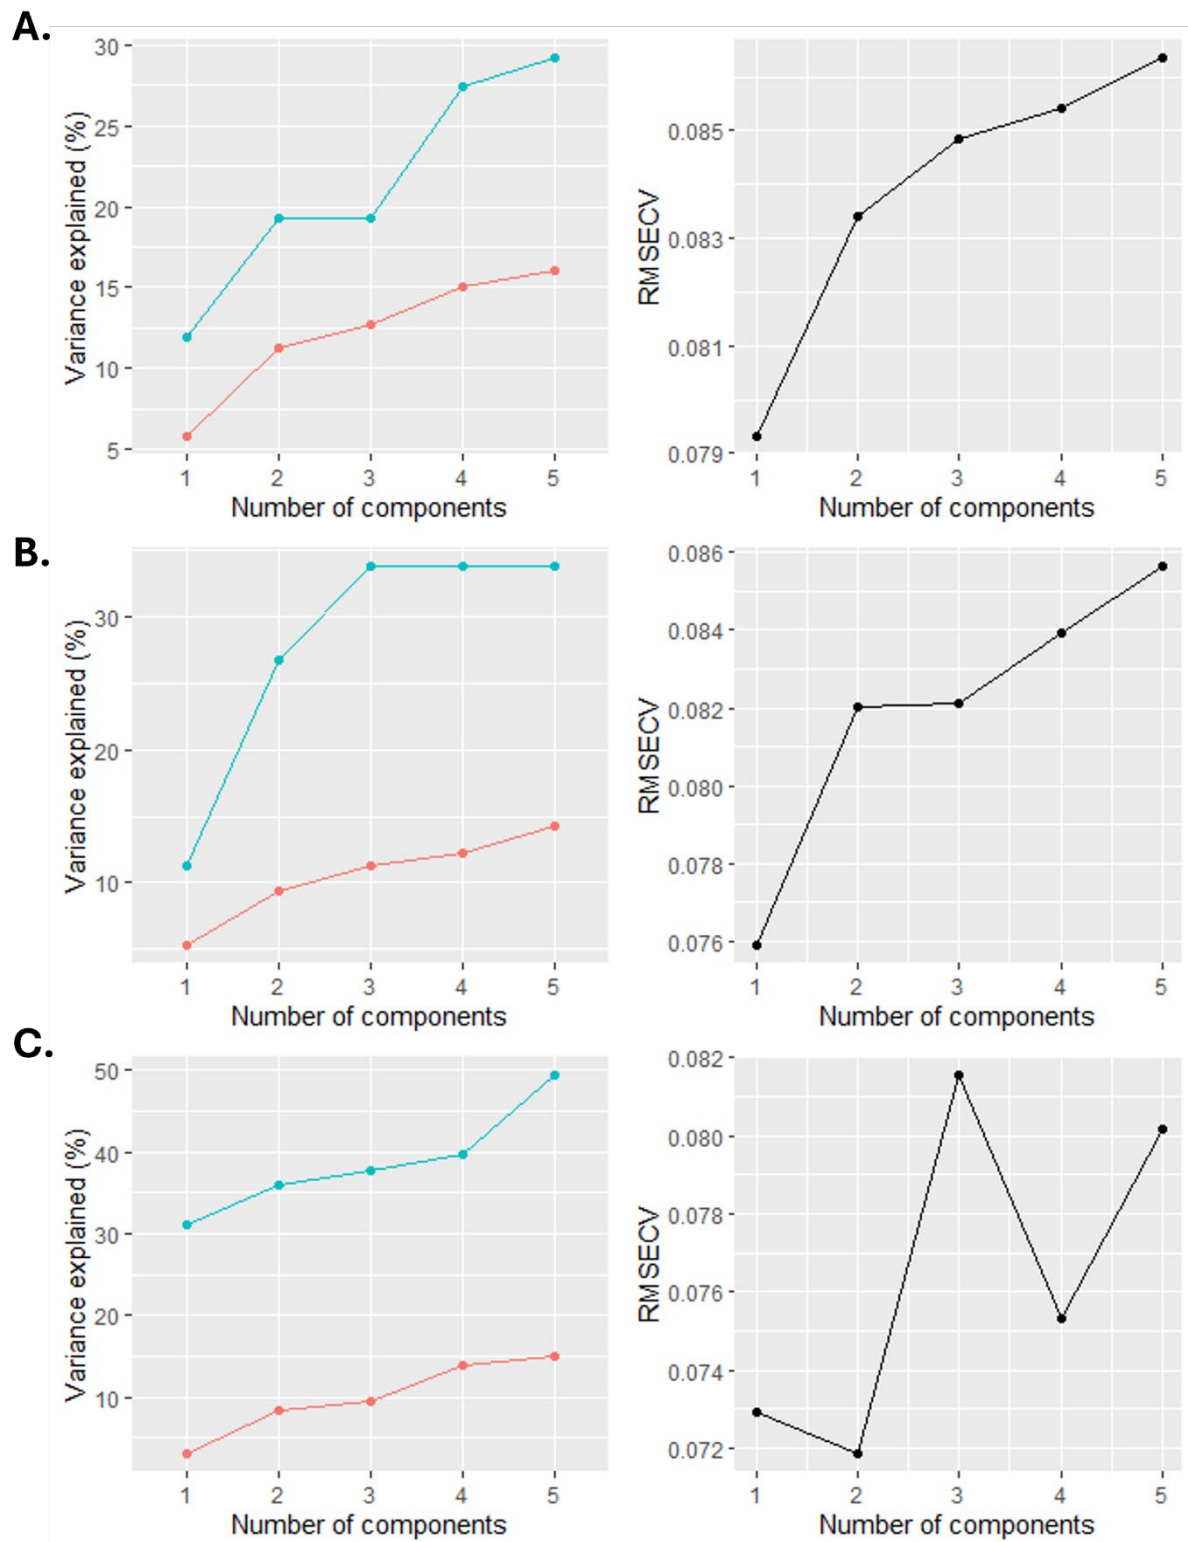 A.
Variance explained (%)
30
25
20
15
10
5
1 2 3 4 5
Number of components
RMSECV
0.085
0.083
0.081
0.079
1 2 3 4 5
Number of components
B.
Variance explained (%)
30
20
10
1 2 3 4 5
Number of components
RMSECV
0.086
0.084
0.082
0.080
0.078
0.076
1 2 3 4 5
Number of components
C.
Variance explained (%)
50
40
30
20
10
1 2 3 4 5
Number of components
RMSECV
0.082
0.080
0.078
0.076
0.074
0.072
1 2 3 4 5
Number of components